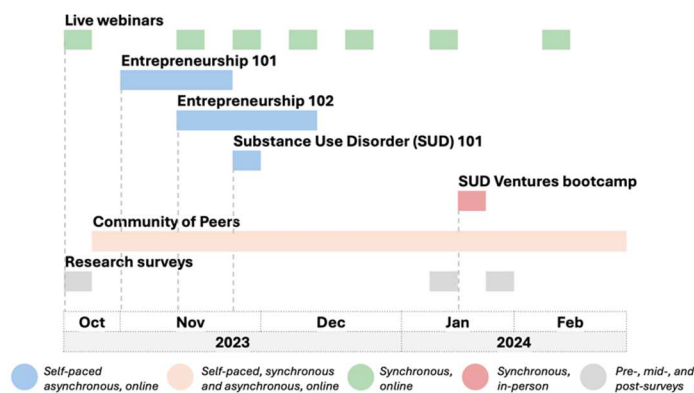 Live webinars
Entrepreneurship 101
Entrepreneurship 102
Substance Use Disorder (SUD) 101
SUD Ventures bootcamp
Community of Peers
Research surveys
Oct Nov Dec Jan Feb
2023 2024
Self-paced asynchronous, online
Self-paced, synchronous and asynchronous, online
Synchronous, online
Synchronous, in-person
Pre-, mid-, and post-surveys